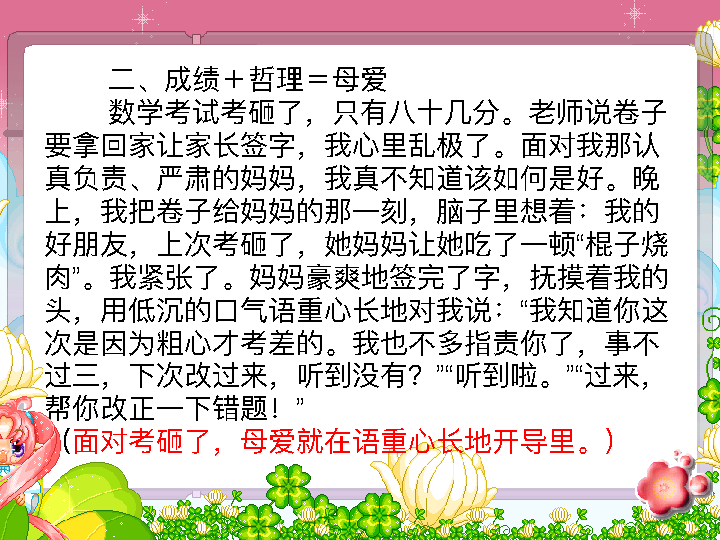 二、成绩＋哲理＝母爱
数学考试考砸了，只有八十几分。老师说卷子
要拿回家让家长签字，我心里乱极了。面对我那认
真负责、严肃的妈妈，我真不知道该如何是好。晚
上，我把卷子给妈妈的那一刻，脑子里想着：我的
好朋友，上次考砸了，她妈妈让她吃了一顿“棍子烧
肉”。我紧张了。妈妈豪爽地签完了字，抚摸着我的
头，用低沉的口气语重心长地对我说：“我知道你这
次是因为粗心才考差的。我也不多指责你了，事不
过三，下次改过来，听到没有？”“听到啦。”“过来，
帮你改正一下错题！”
（面对考砸了，母爱就在语重心长地开导里。）